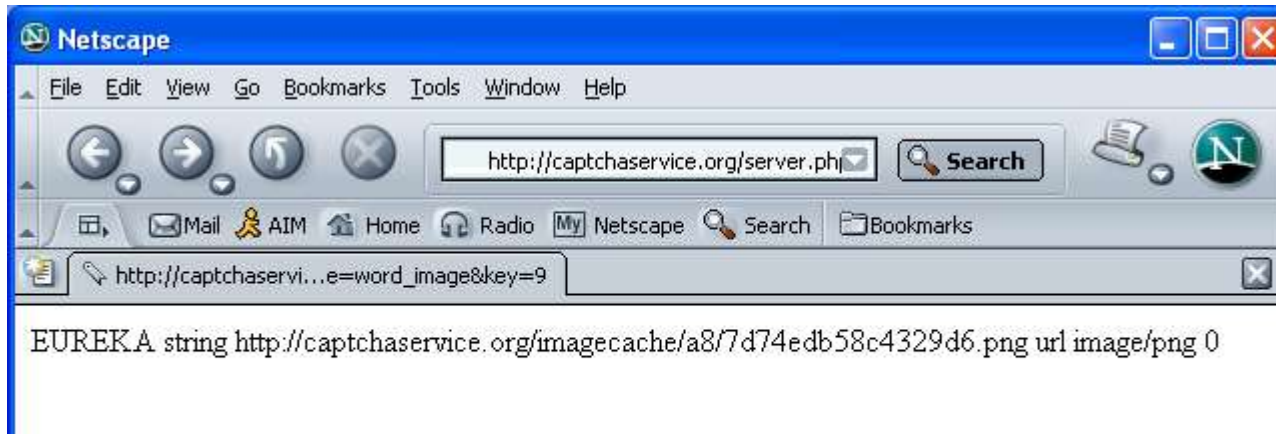 Netscape
File Edit View Go Bookmarks Tools Window Help
http://captchaservice.org/server.php Search N
Mail AIM Home Radio My Netscape Search Bookmarks
http://captchaservi...e=word_image&key=9
EUREKA string http://captchaservice.org/imagecache/a8/7d74edb58c4329d6.png url image/png 0